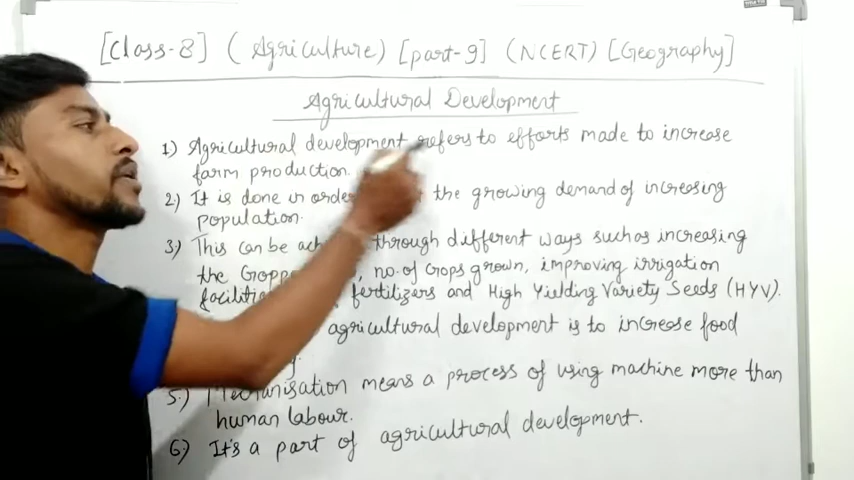 [Class-8] (Agriculture) [part-9] (NCERT) [Geography]
Agricultural Development
1) Agricultural development refers to efforts made to increase
farm production.
2.) It is done in order the growing demand of increasing
population.
3.) This can be through different ways such as increasing
the , no. of crops grown, improving irrigation
fertilizers and High Yielding Variety Seeds (HYV).
agricultural development is to increase food
5.) Mechanisation means a process of using machine more than
human labour.
6.) It's a part of agricultural development.